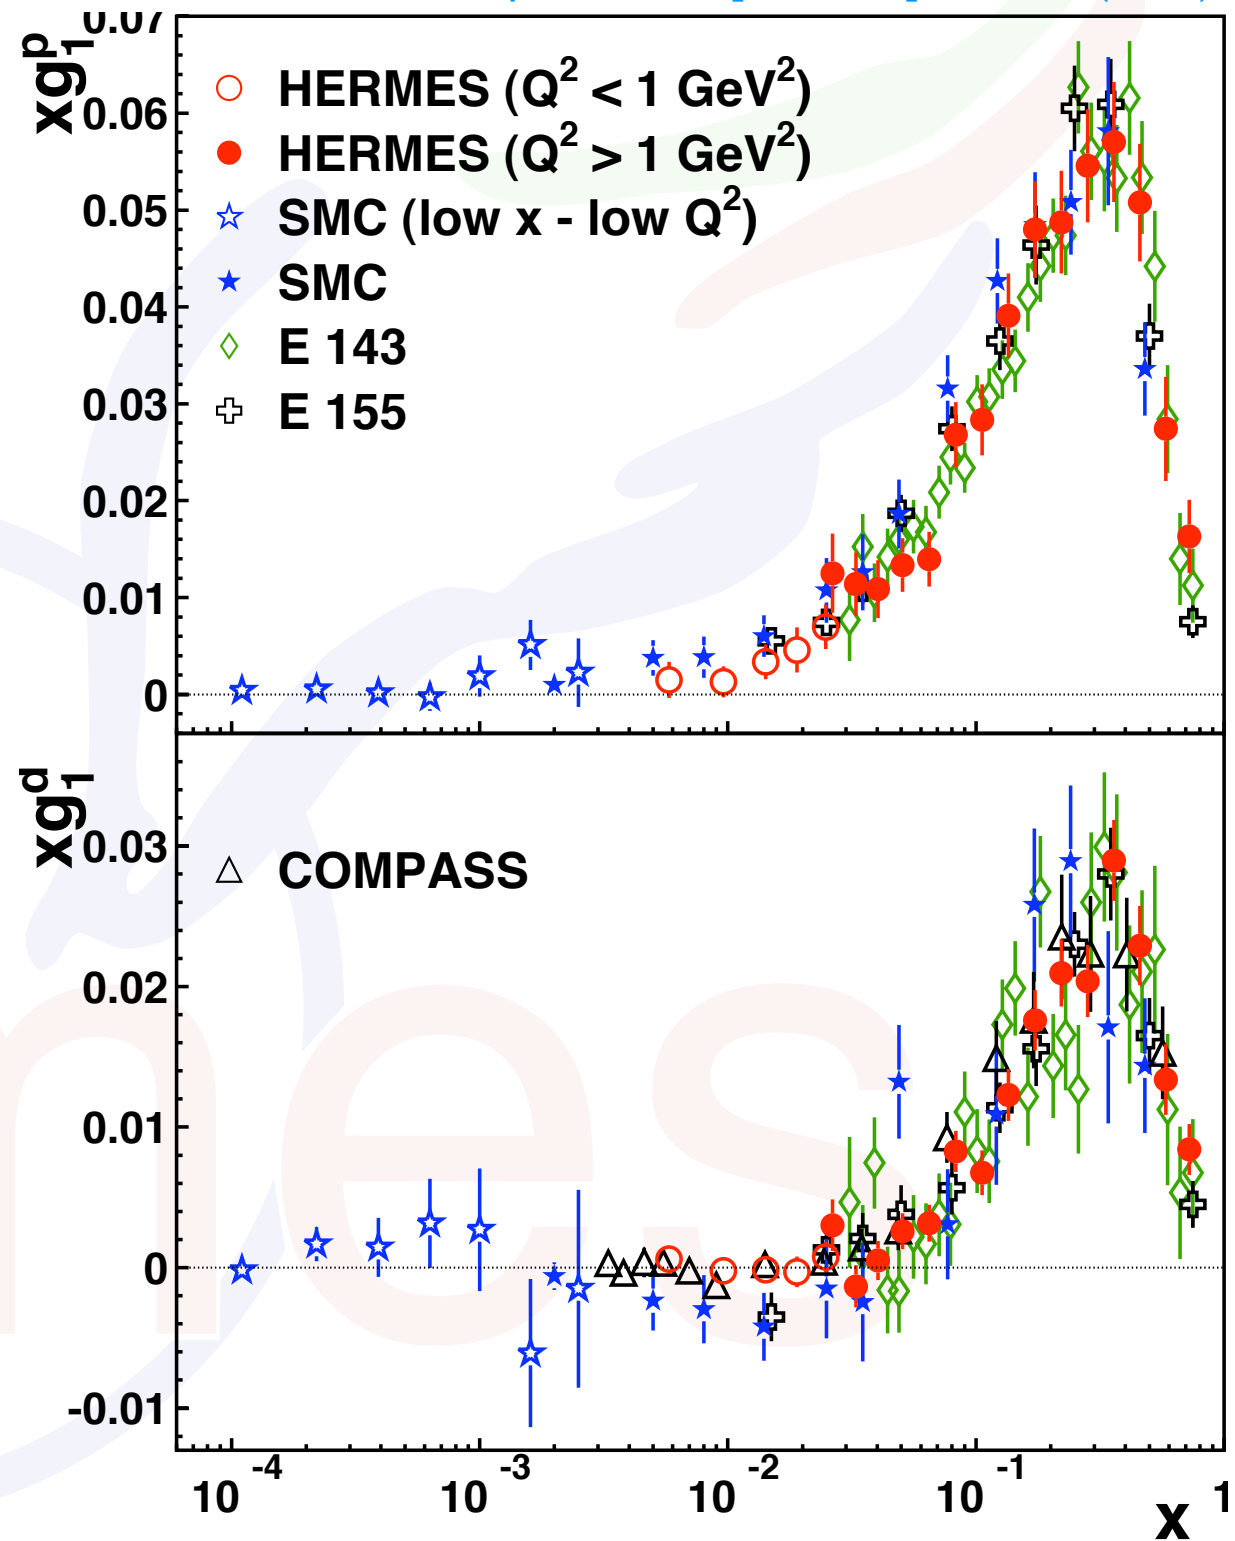 0.07
xg₁ᵖ
HERMES (Q² < 1 GeV²)
0.06
HERMES (Q² > 1 GeV²)
0.05
SMC (low x - low Q²)
SMC
0.04
E 143
0.03
E 155
0.02
0.01
0
xg₁ᵈ
0.03
COMPASS
0.02
0.01
0
-0.01
10⁻⁴ 10⁻³ 10⁻² 10⁻¹ 1
x
hermes